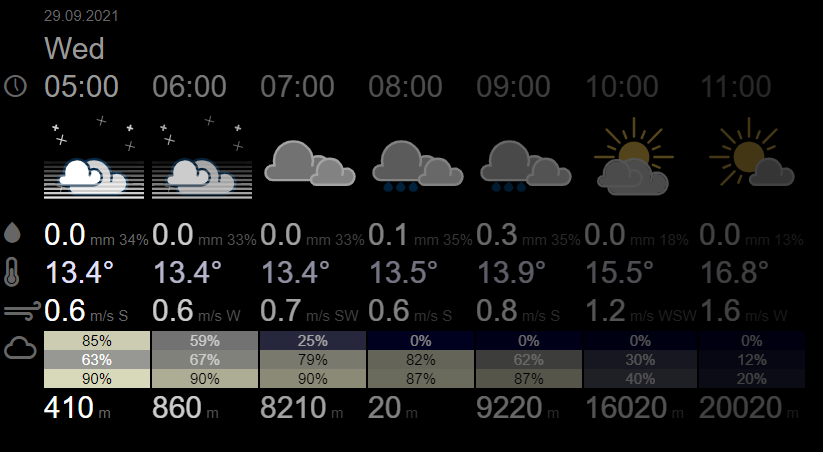 29.09.2021
Wed
05:00 06:00 07:00 08:00 09:00 10:00 11:00
0.0 mm 34% 0.0 mm 33% 0.0 mm 33% 0.1 mm 35% 0.3 mm 35% 0.0 mm 18% 0.0 mm 13%
13.4° 13.4° 13.4° 13.5° 13.9° 15.5° 16.8°
0.6 m/s S 0.6 m/s W 0.7 m/s SW 0.6 m/s S 0.8 m/s S 1.2 m/s WSW 1.6 m/s W
85% 59% 25% 0% 0% 0% 0%
63% 67% 79% 82% 62% 30% 12%
90% 90% 90% 87% 87% 40% 20%
410 m 860 m 8210 m 20 m 9220 m 16020 m 20020 m